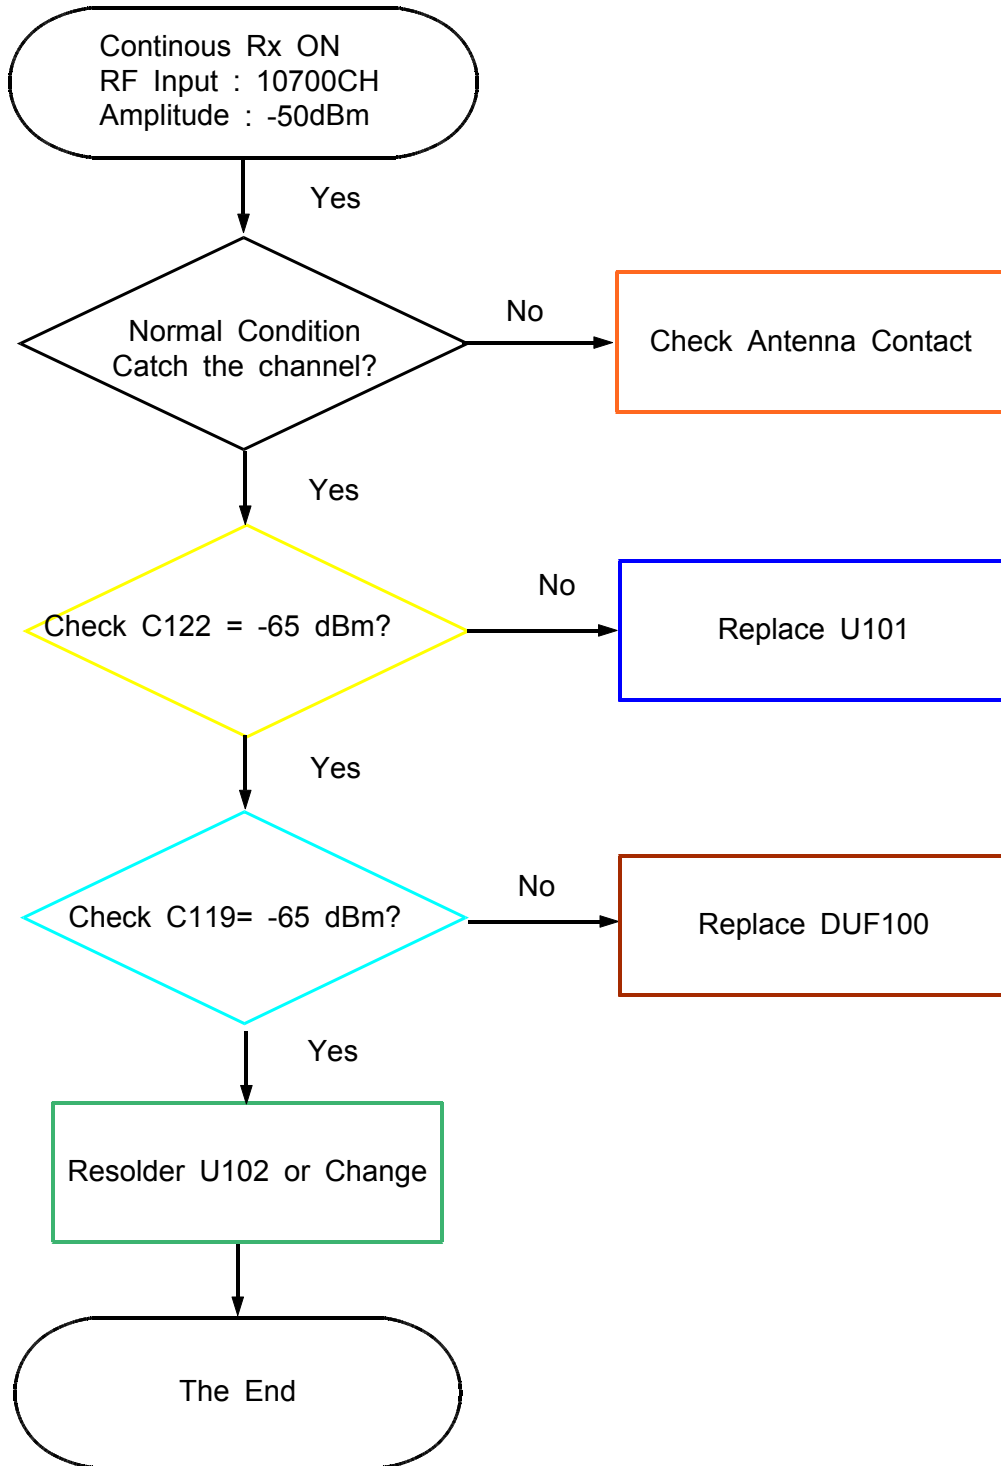 Continous Rx ON
RF Input : 10700CH
Amplitude : -50dBm
Yes
Normal Condition
Catch the channel?
No
Check Antenna Contact
Yes
Check C122 = -65 dBm?
No
Replace U101
Yes
Check C119= -65 dBm?
No
Replace DUF100
Yes
Resolder U102 or Change
The End